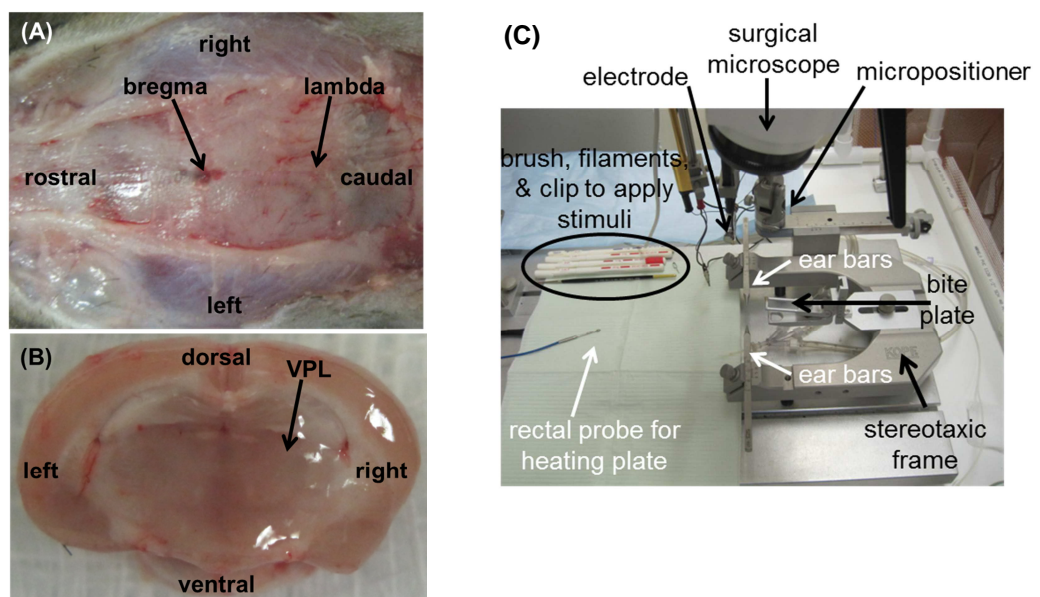 (A)
right
bregma
lambda
rostral
caudal
left
(B)
dorsal
VPL
left
right
ventral
(C)
surgical
microscope
electrode
micropositioner
brush, filaments,
& clip to apply
stimuli
ear bars
bite
plate
ear bars
rectal probe for
heating plate
stereotaxic
frame